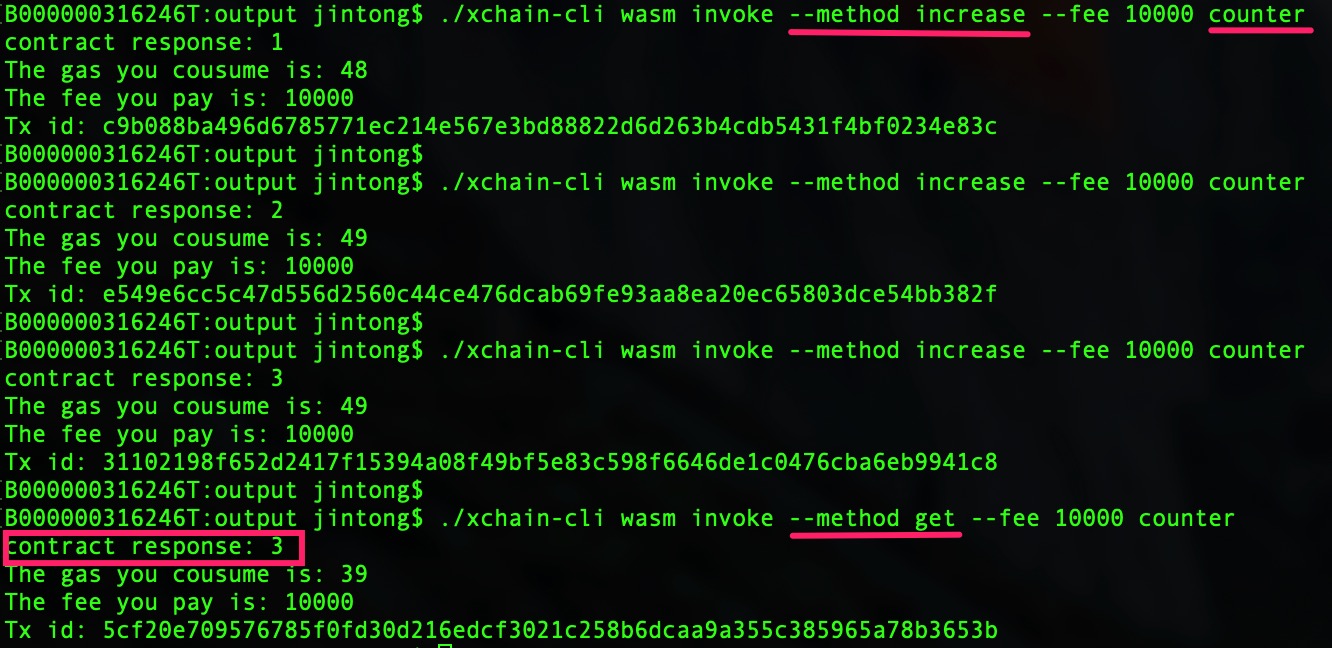 B000000316246T:output jintong$ ./xchain-cli wasm invoke --method increase --fee 10000 counter
contract response: 1
The gas you cousume is: 48
The fee you pay is: 10000
Tx id: c9b088ba496d6785771ec214e567e3bd88822d6d263b4cdb5431f4bf0234e83c
B000000316246T:output jintong$
B000000316246T:output jintong$ ./xchain-cli wasm invoke --method increase --fee 10000 counter
contract response: 2
The gas you cousume is: 49
The fee you pay is: 10000
Tx id: e549e6cc5c47d556d2560c44ce476dcab69fe93aa8ea20ec65803dce54bb382f
B000000316246T:output jintong$
B000000316246T:output jintong$ ./xchain-cli wasm invoke --method increase --fee 10000 counter
contract response: 3
The gas you cousume is: 49
The fee you pay is: 10000
Tx id: 31102198f652d2417f15394a08f49bf5e83c598f6646de1c0476cba6eb9941c8
B000000316246T:output jintong$
B000000316246T:output jintong$ ./xchain-cli wasm invoke --method get --fee 10000 counter
contract response: 3
The gas you cousume is: 39
The fee you pay is: 10000
Tx id: 5cf20e709576785f0fd30d216edcf3021c258b6dcaa9a355c385965a78b3653b